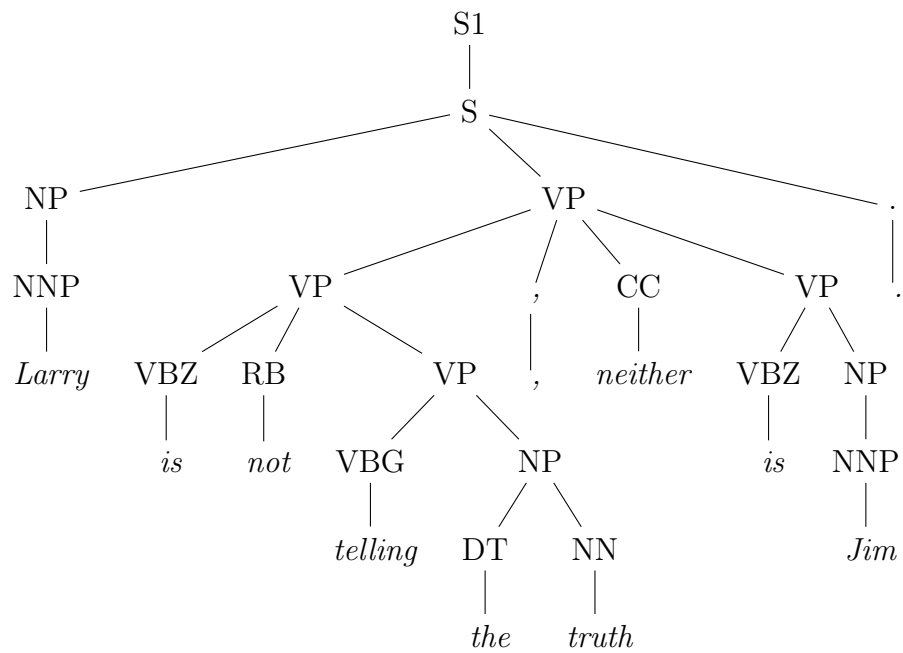 S1
S
NP VP .
NNP VP , CC VP .
Larry VBZ RB VP , neither VBZ NP
is not VBG NP is NNP
telling DT NN Jim
the truth